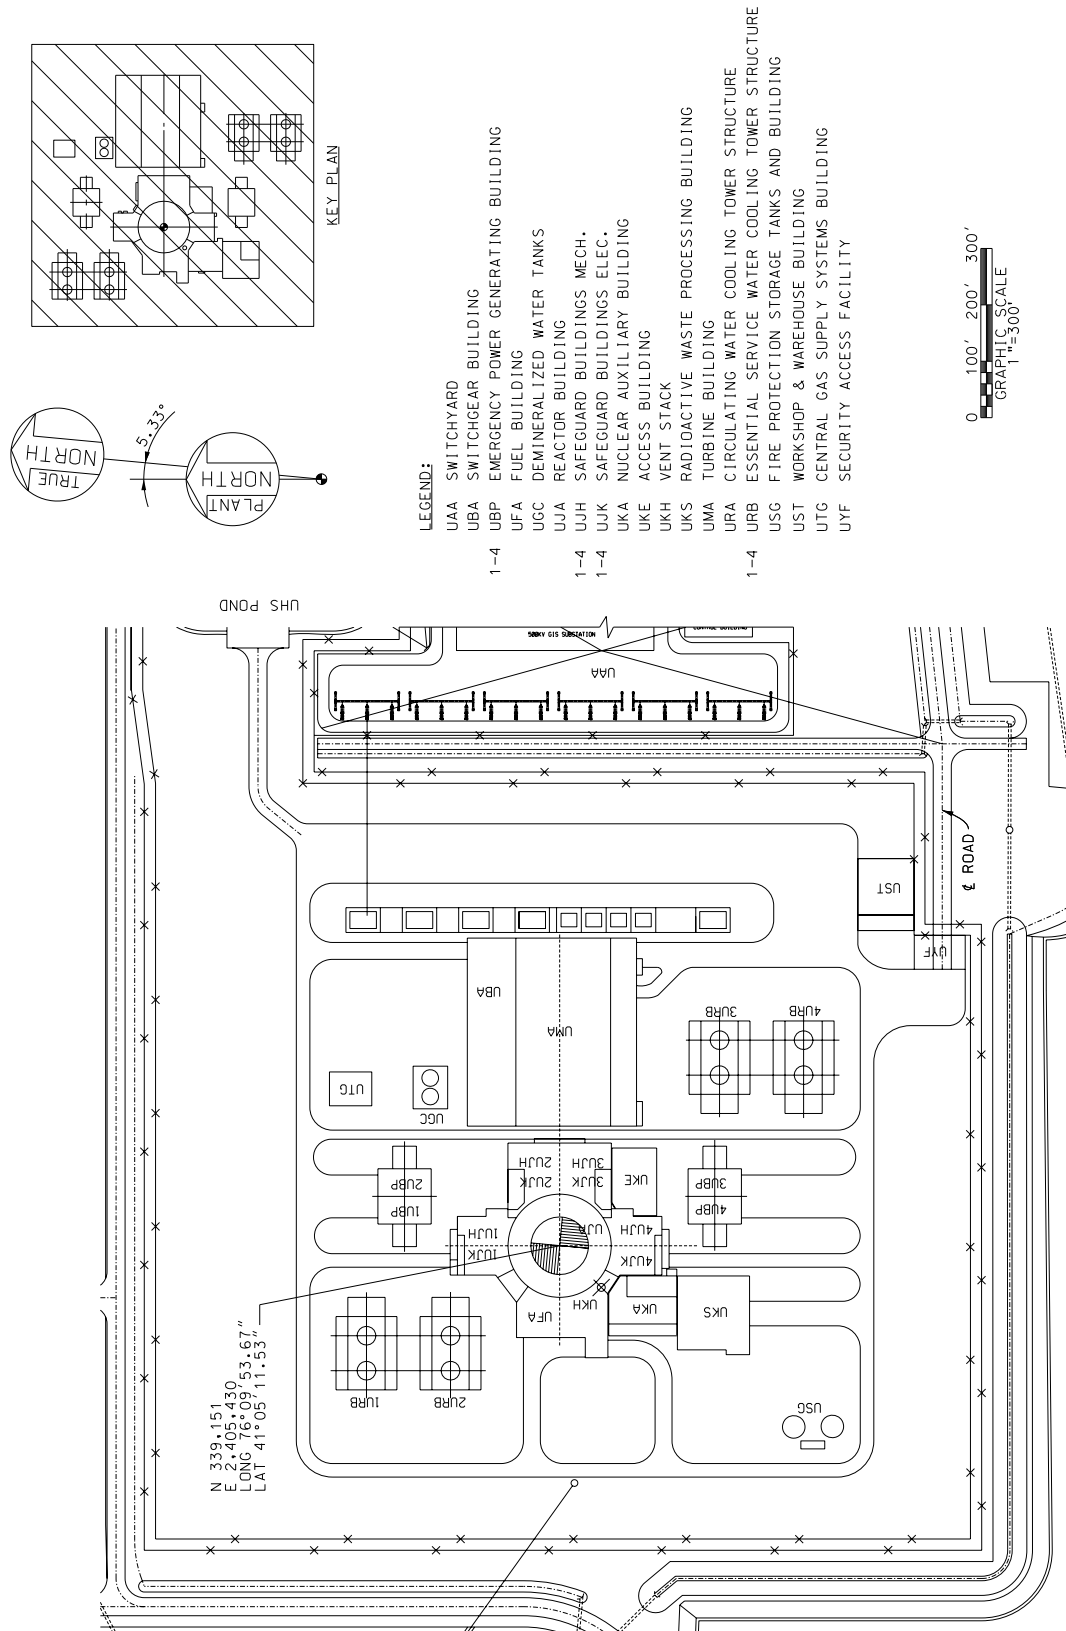 KEY PLAN
TRUE
NORTH
5.33°
PLANT
NORTH
LEGEND:
UAA SWITCHYARD
UBA SWITCHGEAR BUILDING
1-4 UBP EMERGENCY POWER GENERATING BUILDING
UFA FUEL BUILDING
UGC DEMINERALIZED WATER TANKS
UJA REACTOR BUILDING
1-4 UJH SAFEGUARD BUILDINGS MECH.
1-4 UJK SAFEGUARD BUILDINGS ELEC.
UKA NUCLEAR AUXILIARY BUILDING
UKE ACCESS BUILDING
UKH VENT STACK
UKS RADIOACTIVE WASTE PROCESSING BUILDING
UMA TURBINE BUILDING
URA CIRCULATING WATER COOLING TOWER STRUCTURE
1-4 URB ESSENTIAL SERVICE WATER COOLING TOWER STRUCTURE
USG FIRE PROTECTION STORAGE TANKS AND BUILDING
UST WORKSHOP & WAREHOUSE BUILDING
UTG CENTRAL GAS SUPPLY SYSTEMS BUILDING
UYF SECURITY ACCESS FACILITY
0 100' 200' 300'
GRAPHIC SCALE
1"=300'
UHS POND
500KV GIS SUBSTATION
CONTROL BUILDING
UAA
℄ ROAD
UST
UYF
UBA
UMA
3URB
4URB
UTG
UGC
2UJH
3UJH
2UJK
3UJK
UKE
2UBP
1UBP
3UBP
4UBP
1UJH
1UJK
UJA
4UJH
4UJK
UKH
UFA
UKA
UKS
1URB
2URB
USG
N 339,151
E 2,405,430
LONG 76°09'53.67"
LAT 41°05'11.53"